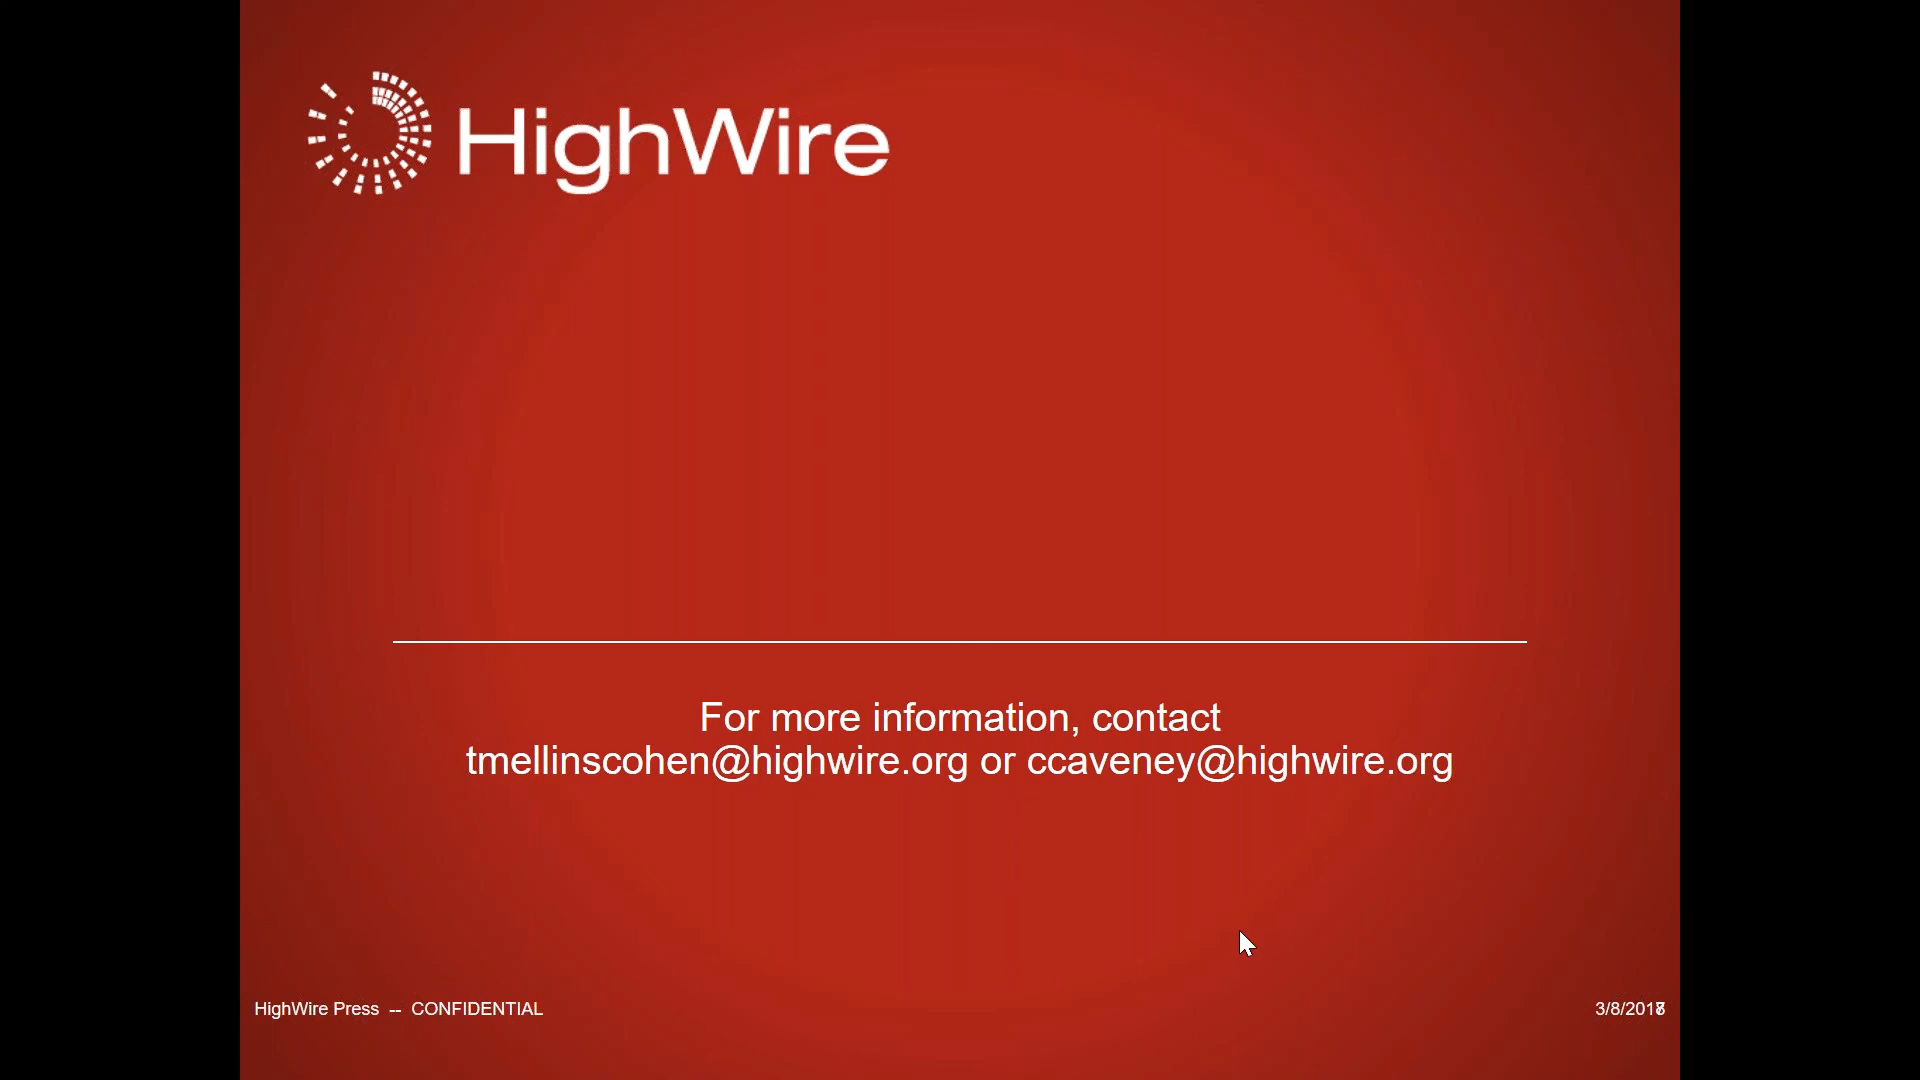 HighWire
For more information, contact
tmellinscohen@highwire.org or ccaveney@highwire.org
HighWire Press -- CONFIDENTIAL